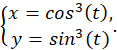 x = cos³(t),
y = sin³(t).